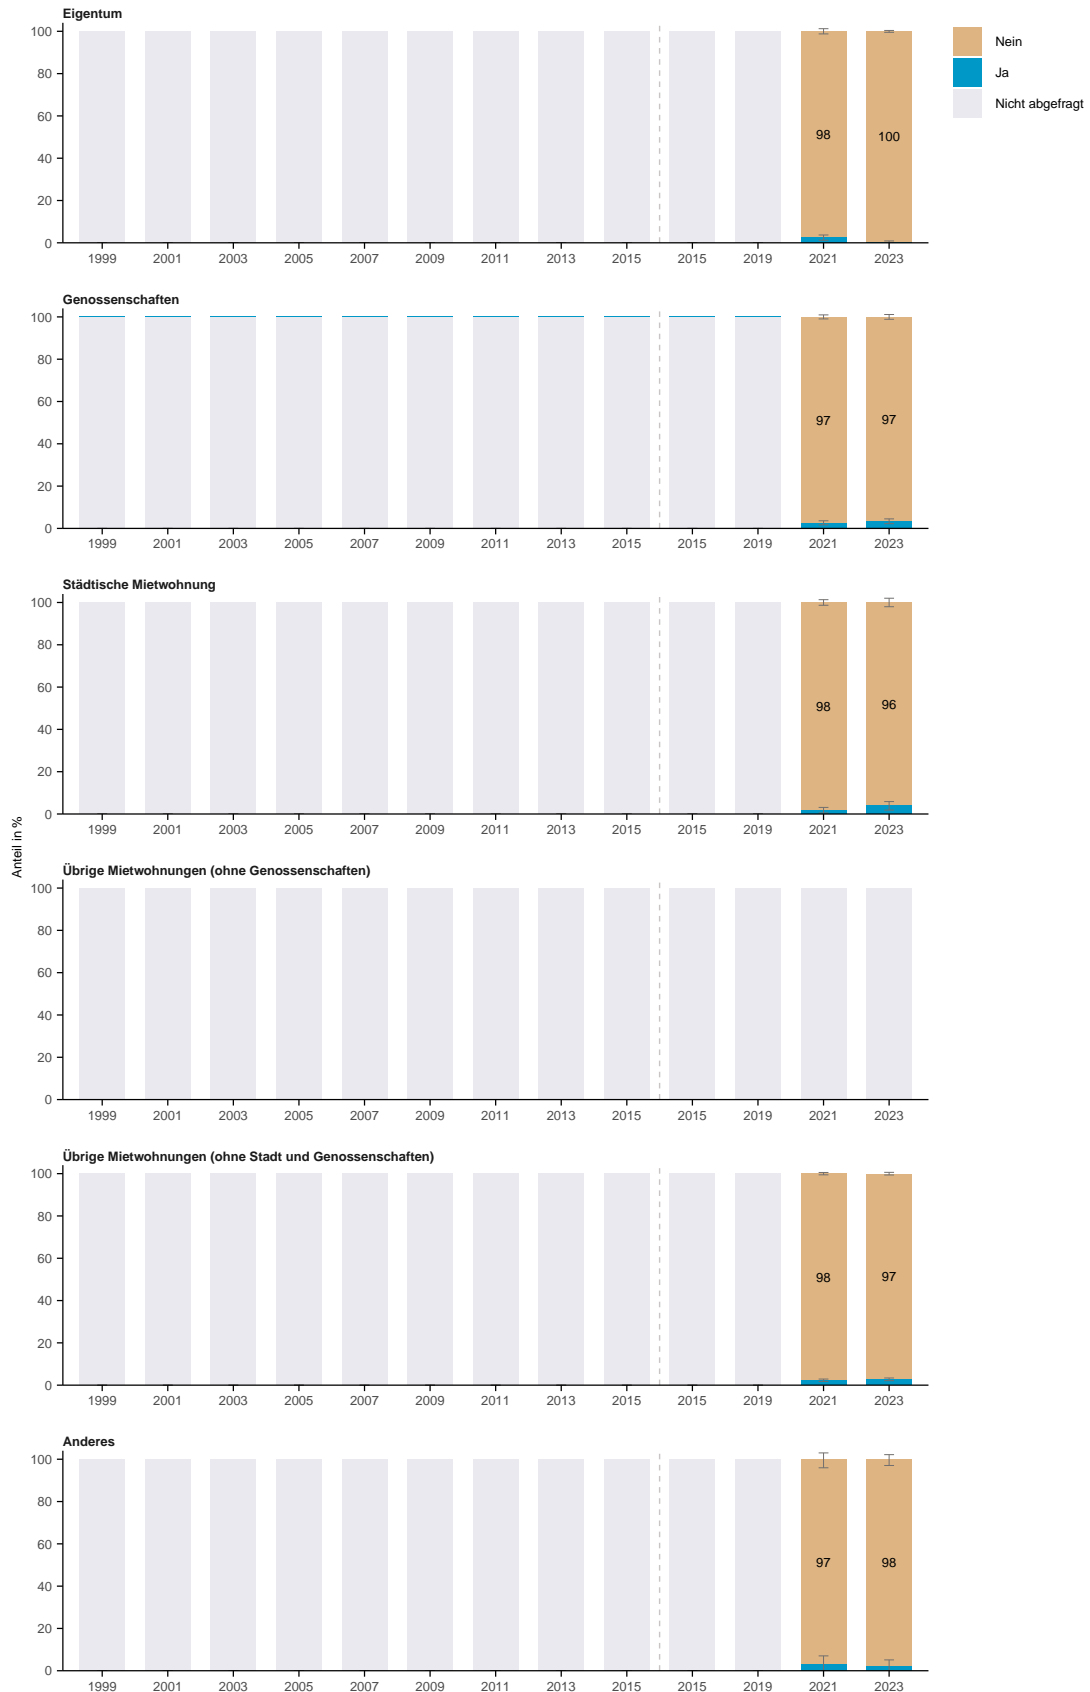 Eigentum
100
80
60
40
20
0
98
100
1999 2001 2003 2005 2007 2009 2011 2013 2015 2015 2019 2021 2023
Nein
Ja
Nicht abgefragt
Genossenschaften
100
80
60
40
20
0
97
97
1999 2001 2003 2005 2007 2009 2011 2013 2015 2015 2019 2021 2023
Städtische Mietwohnung
100
80
60
40
20
0
98
96
1999 2001 2003 2005 2007 2009 2011 2013 2015 2015 2019 2021 2023
Anteil in %
Übrige Mietwohnungen (ohne Genossenschaften)
100
80
60
40
20
0
1999 2001 2003 2005 2007 2009 2011 2013 2015 2015 2019 2021 2023
Übrige Mietwohnungen (ohne Stadt und Genossenschaften)
100
80
60
40
20
0
98
97
1999 2001 2003 2005 2007 2009 2011 2013 2015 2015 2019 2021 2023
Anderes
100
80
60
40
20
0
97
98
1999 2001 2003 2005 2007 2009 2011 2013 2015 2015 2019 2021 2023